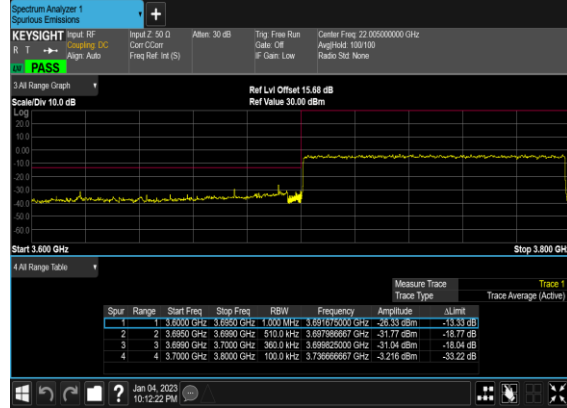 Spectrum Analyzer 1
Spurious Emissions
KEYSIGHT Input: RF Input Z: 50 Ω Atten: 30 dB Trig: Free Run Center Freq: 22.005000000 GHz
R T Coupling: DC Corr CCorr Gate: Off Avg|Hold: 100/100
Align: Auto Freq Ref: Int (S) IF Gain: Low Radio Std: None
PASS
3 All Range Graph
Ref Lvl Offset 15.68 dB
Scale/Div 10.0 dB Ref Value 30.00 dBm
Log
20.0
10.0
0.00
-10.0
-20.0
-30.0
-40.0
-50.0
-60.0
Start 3.600 GHz Stop 3.800 GH
4 All Range Table
Measure Trace Trace 1
Trace Type Trace Average (Active)
Spur Range Start Freq Stop Freq RBW Frequency Amplitude ΔLimit
1 1 3.6000 GHz 3.6950 GHz 1.000 MHz 3.691675000 GHz -26.33 dBm -13.33 dB
2 2 3.6950 GHz 3.6990 GHz 510.0 kHz 3.697986667 GHz -31.77 dBm -18.77 dB
3 3 3.6990 GHz 3.7000 GHz 360.0 kHz 3.699825000 GHz -31.04 dBm -18.04 dB
4 4 3.7000 GHz 3.8000 GHz 100.0 kHz 3.736666667 GHz -3.216 dBm -33.22 dB
? Jan 04, 2023
10:12:22 PM